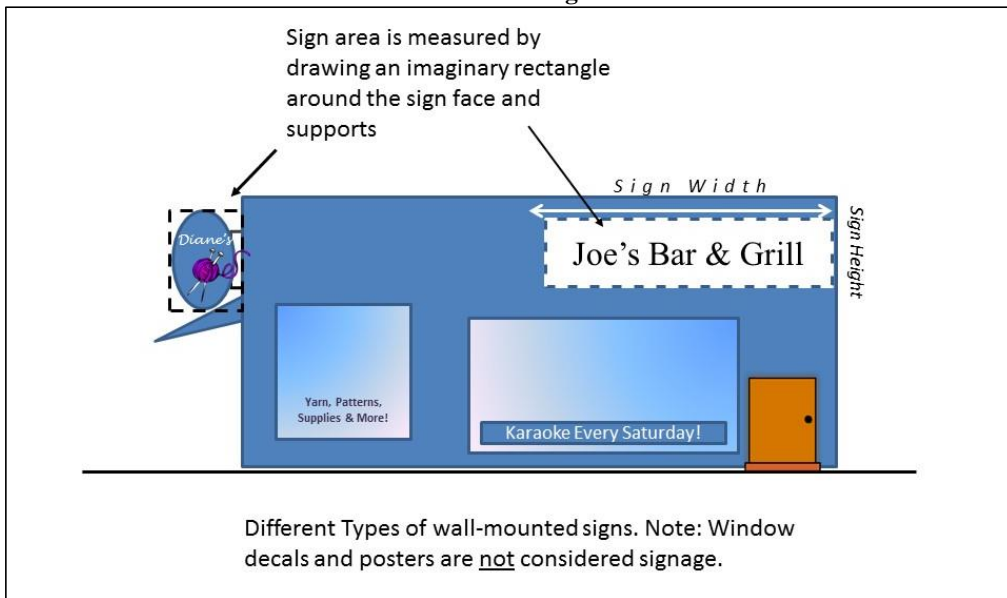 Sign area is measured by
drawing an imaginary rectangle
around the sign face and
supports
Sign Width
Sign Height
Diane's
Joe's Bar & Grill
Yarn, Patterns,
Supplies & More!
Karaoke Every Saturday!
Different Types of wall-mounted signs. Note: Window
decals and posters are not considered signage.